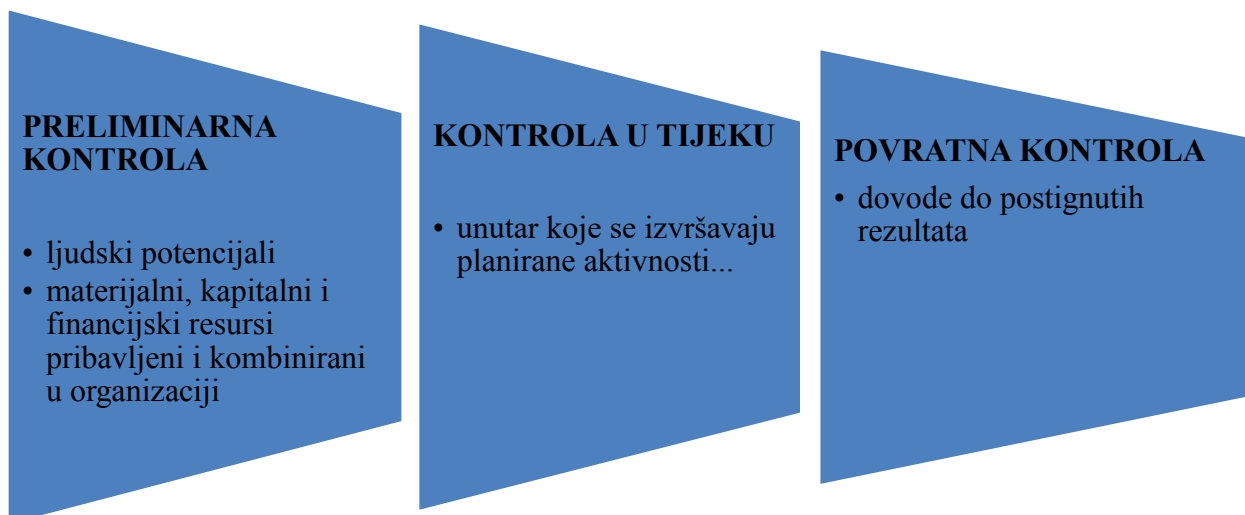 PRELIMINARNA
KONTROLA
• ljudski potencijali
• materijalni, kapitalni i
financijski resursi
pribavljeni i kombinirani
u organizaciji
KONTROLA U TIJEKU
• unutar koje se izvršavaju
planirane aktivnosti...
POVRATNA KONTROLA
• dovode do postignutih
rezultata